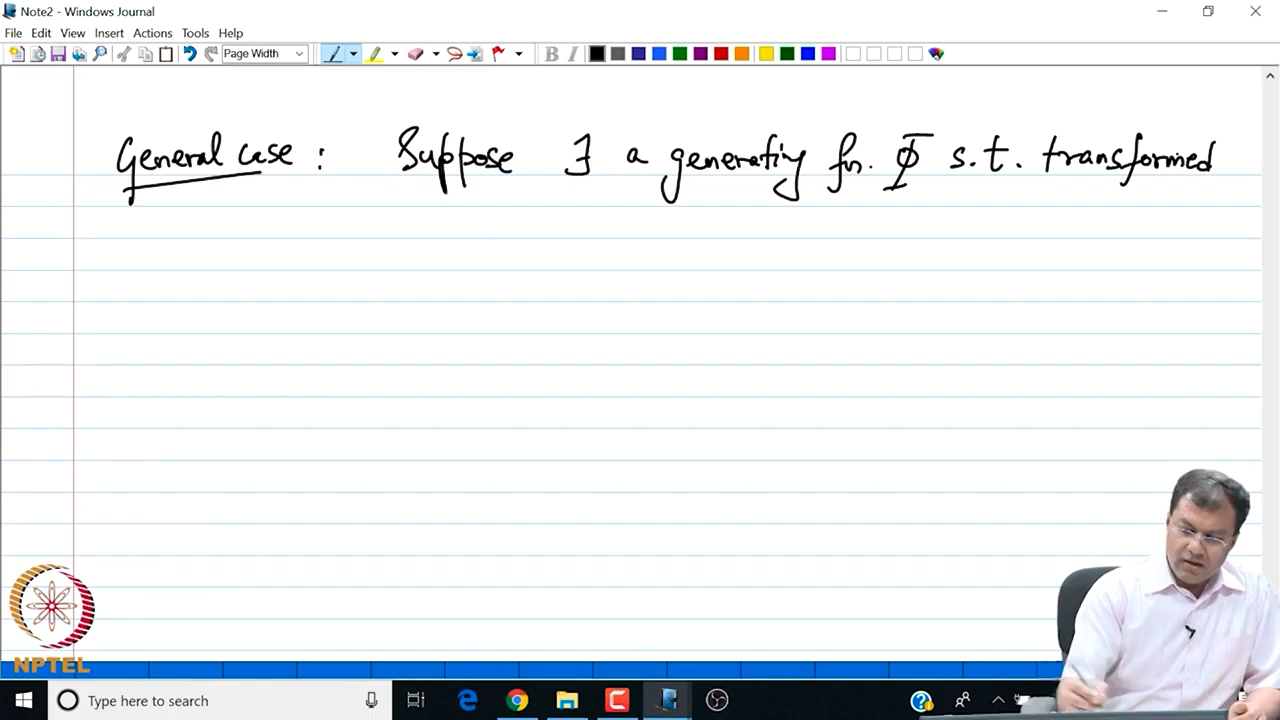 Note2 - Windows Journal
File Edit View Insert Actions Tools Help
Page Width B I
General case : Suppose ∃ a generating fn. Φ s.t. transformed
NPTEL
Type here to search